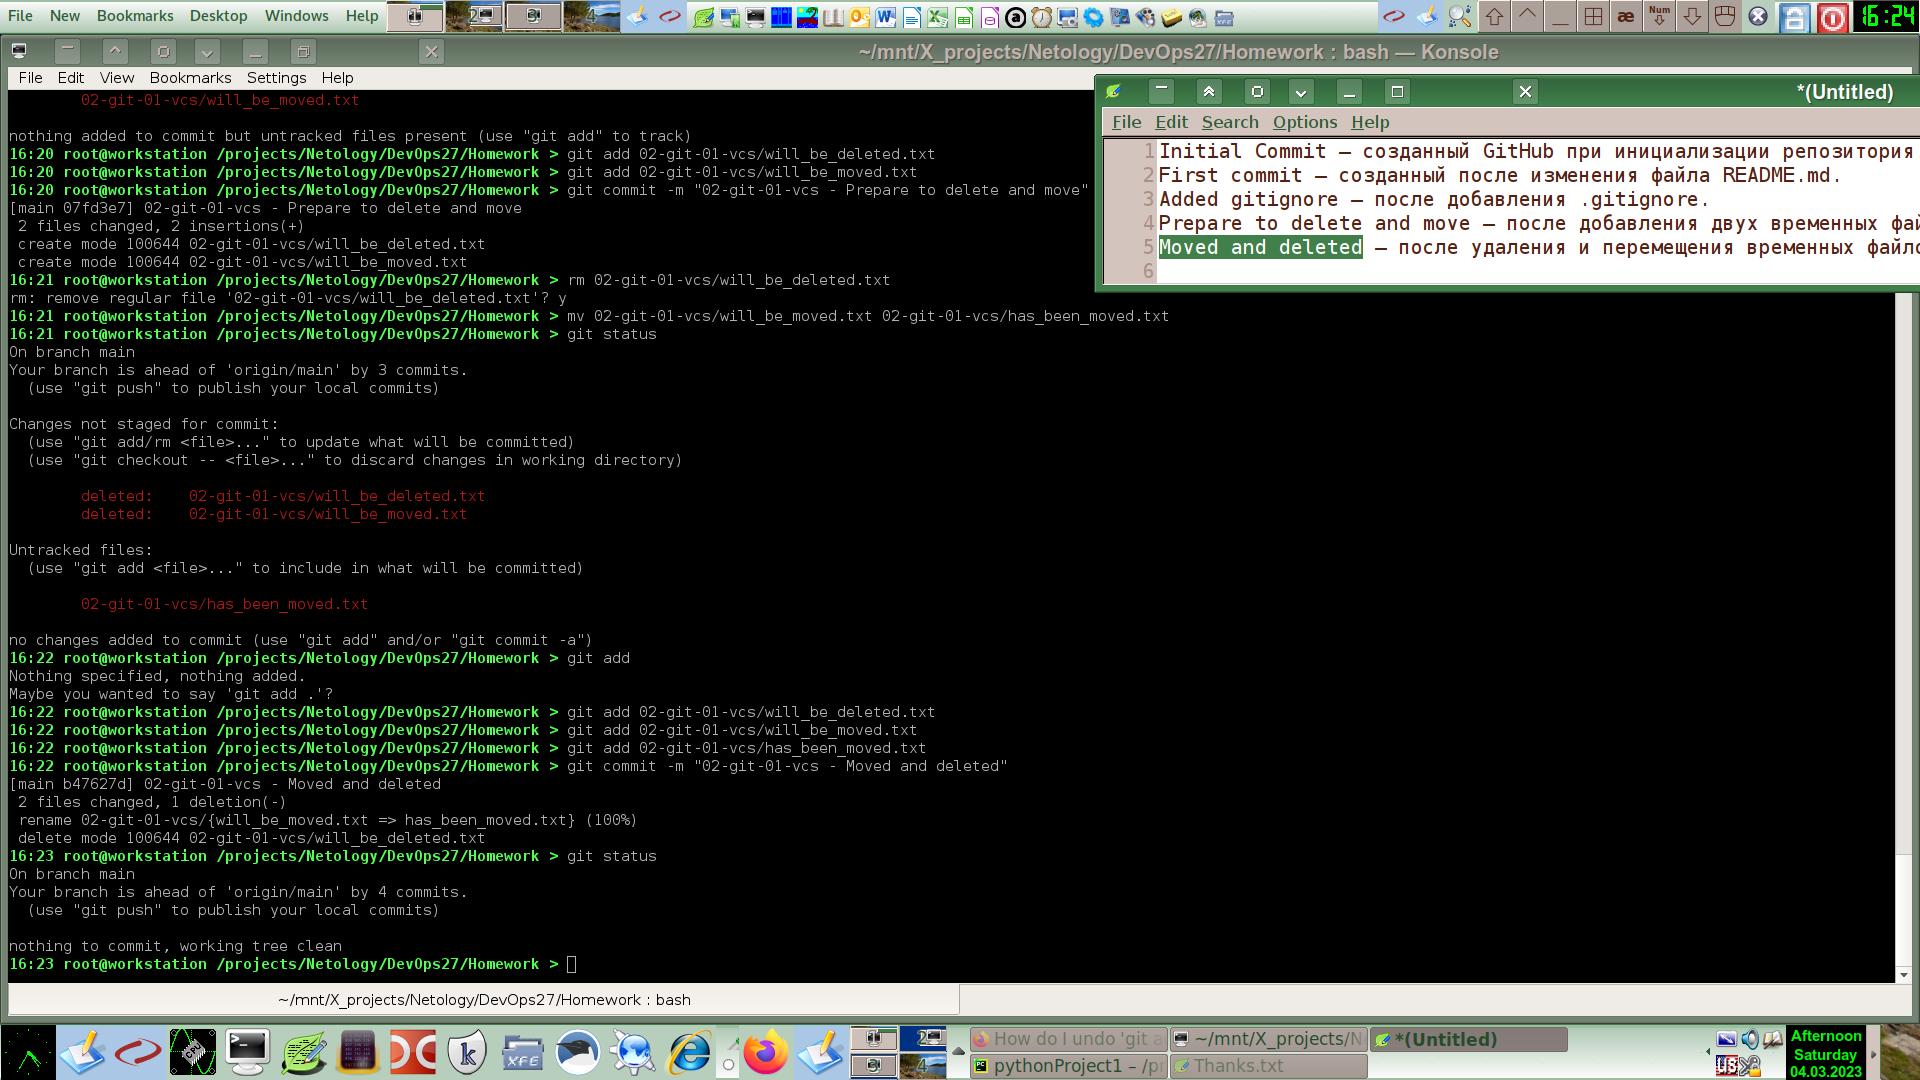 File New Bookmarks Desktop Windows Help
16:24
~/mnt/X_projects/Netology/DevOps27/Homework : bash — Konsole
File Edit View Bookmarks Settings Help
02-git-01-vcs/will_be_moved.txt
nothing added to commit but untracked files present (use "git add" to track)
16:20 root@workstation /projects/Netology/DevOps27/Homework > git add 02-git-01-vcs/will_be_deleted.txt
16:20 root@workstation /projects/Netology/DevOps27/Homework > git add 02-git-01-vcs/will_be_moved.txt
16:20 root@workstation /projects/Netology/DevOps27/Homework > git commit -m "02-git-01-vcs - Prepare to delete and move"
[main 07fd3e7] 02-git-01-vcs - Prepare to delete and move
2 files changed, 2 insertions(+)
create mode 100644 02-git-01-vcs/will_be_deleted.txt
create mode 100644 02-git-01-vcs/will_be_moved.txt
16:21 root@workstation /projects/Netology/DevOps27/Homework > rm 02-git-01-vcs/will_be_deleted.txt
rm: remove regular file '02-git-01-vcs/will_be_deleted.txt'? y
16:21 root@workstation /projects/Netology/DevOps27/Homework > mv 02-git-01-vcs/will_be_moved.txt 02-git-01-vcs/has_been_moved.txt
16:21 root@workstation /projects/Netology/DevOps27/Homework > git status
On branch main
Your branch is ahead of 'origin/main' by 3 commits.
(use "git push" to publish your local commits)
Changes not staged for commit:
(use "git add/rm <file>..." to update what will be committed)
(use "git checkout -- <file>..." to discard changes in working directory)
deleted: 02-git-01-vcs/will_be_deleted.txt
deleted: 02-git-01-vcs/will_be_moved.txt
Untracked files:
(use "git add <file>..." to include in what will be committed)
02-git-01-vcs/has_been_moved.txt
no changes added to commit (use "git add" and/or "git commit -a")
16:22 root@workstation /projects/Netology/DevOps27/Homework > git add
Nothing specified, nothing added.
Maybe you wanted to say 'git add .'?
16:22 root@workstation /projects/Netology/DevOps27/Homework > git add 02-git-01-vcs/will_be_deleted.txt
16:22 root@workstation /projects/Netology/DevOps27/Homework > git add 02-git-01-vcs/will_be_moved.txt
16:22 root@workstation /projects/Netology/DevOps27/Homework > git add 02-git-01-vcs/has_been_moved.txt
16:22 root@workstation /projects/Netology/DevOps27/Homework > git commit -m "02-git-01-vcs - Moved and deleted"
[main b47627d] 02-git-01-vcs - Moved and deleted
2 files changed, 1 deletion(-)
rename 02-git-01-vcs/{will_be_moved.txt => has_been_moved.txt} (100%)
delete mode 100644 02-git-01-vcs/will_be_deleted.txt
16:23 root@workstation /projects/Netology/DevOps27/Homework > git status
On branch main
Your branch is ahead of 'origin/main' by 4 commits.
(use "git push" to publish your local commits)
nothing to commit, working tree clean
16:23 root@workstation /projects/Netology/DevOps27/Homework >
~/mnt/X_projects/Netology/DevOps27/Homework : bash
*(Untitled)
File Edit Search Options Help
1 Initial Commit — созданный GitHub при инициализации репозитория
2 First commit — созданный после изменения файла README.md.
3 Added gitignore — после добавления .gitignore.
4 Prepare to delete and move — после добавления двух временных фай
5 Moved and deleted — после удаления и перемещения временных файло
6
How do I undo 'git a
~/mnt/X_projects/N
*(Untitled)
pythonProject1 – /p
Thanks.txt
Afternoon
Saturday
04.03.2023